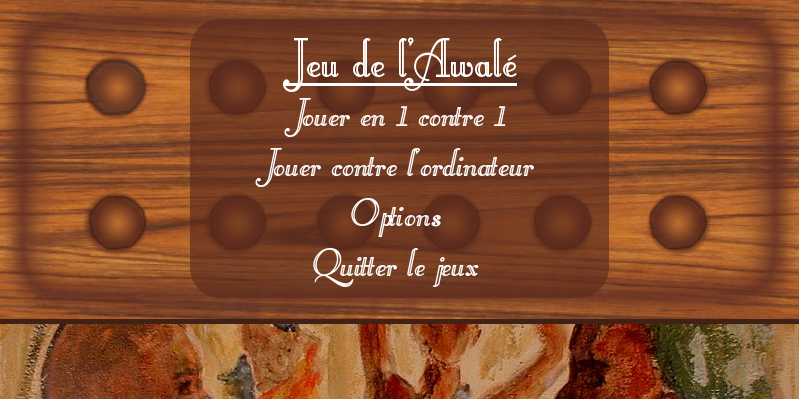 Jeu de l'Awalé
Jouer en 1 contre 1
Jouer contre l'ordinateur
Options
Quitter le jeux